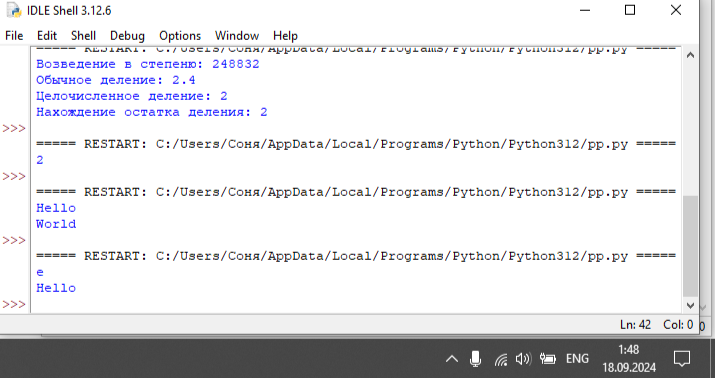 IDLE Shell 3.12.6
File Edit Shell Debug Options Window Help
===== RESTART: C:/Users/Соня/AppData/Local/Programs/Python/Python312/pp.py =====
Возведение в степеню: 248832
Обычное деление: 2.4
Целочисленное деление: 2
Нахождение остатка деления: 2
>>>
===== RESTART: C:/Users/Соня/AppData/Local/Programs/Python/Python312/pp.py =====
2
>>>
===== RESTART: C:/Users/Соня/AppData/Local/Programs/Python/Python312/pp.py =====
Hello
World
>>>
===== RESTART: C:/Users/Соня/AppData/Local/Programs/Python/Python312/pp.py =====
e
Hello
>>>
Ln: 42 Col: 0
0
ENG
1:48
18.09.2024